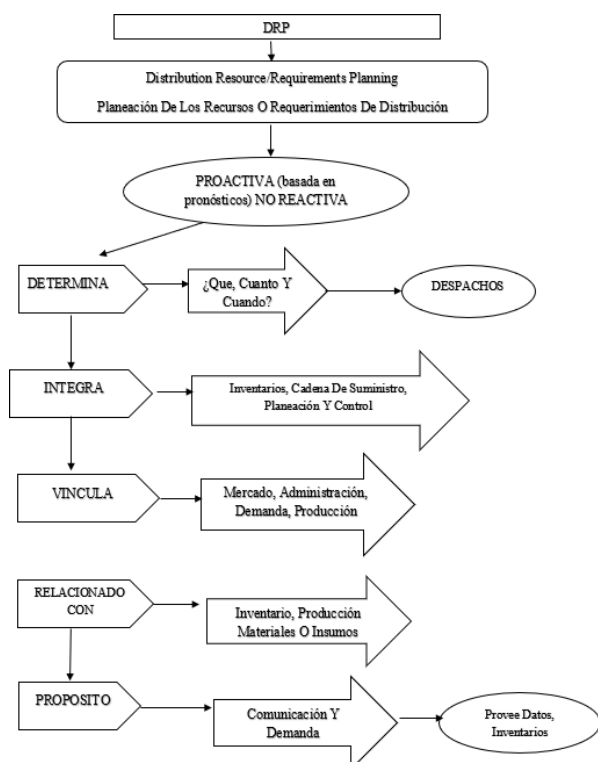 DRP
Distribution Resource/Requirements Planning
Planeación De Los Recursos O Requerimientos De Distribución
PROACTIVA (basada en
pronósticos) NO REACTIVA
DETERMINA
¿Que, Cuanto Y
Cuando?
DESPACHOS
INTEGRA
Inventarios, Cadena De Suministro,
Planeación Y Control
VINCULA
Mercado, Administración,
Demanda, Producción
RELACIONADO
CON
Inventario, Producción
Materiales O Insumos
PROPOSITO
Comunicación Y
Demanda
Provee Datos,
Inventarios